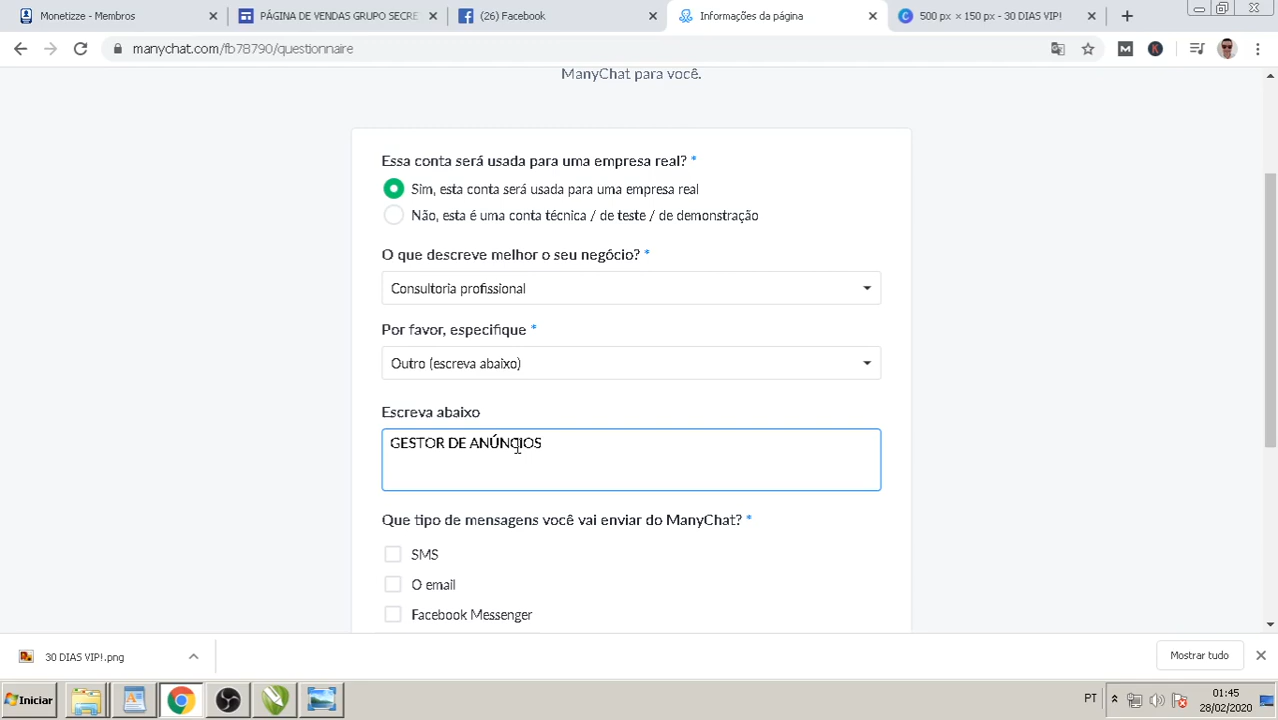 Monetizze - Membros
PÁGINA DE VENDAS GRUPO SECRE
(26) Facebook
Informações da página
500 px × 150 px - 30 DIAS VIP!
manychat.com/fb78790/questionnaire
ManyChat para você.
Essa conta será usada para uma empresa real? *
Sim, esta conta será usada para uma empresa real
Não, esta é uma conta técnica / de teste / de demonstração
O que descreve melhor o seu negócio? *
Consultoria profissional
Por favor, especifique *
Outro (escreva abaixo)
Escreva abaixo
GESTOR DE ANÚNCIOS
Que tipo de mensagens você vai enviar do ManyChat? *
SMS
O email
Facebook Messenger
30 DIAS VIP!.png
Mostrar tudo
Iniciar
PT
01:45
28/02/2020